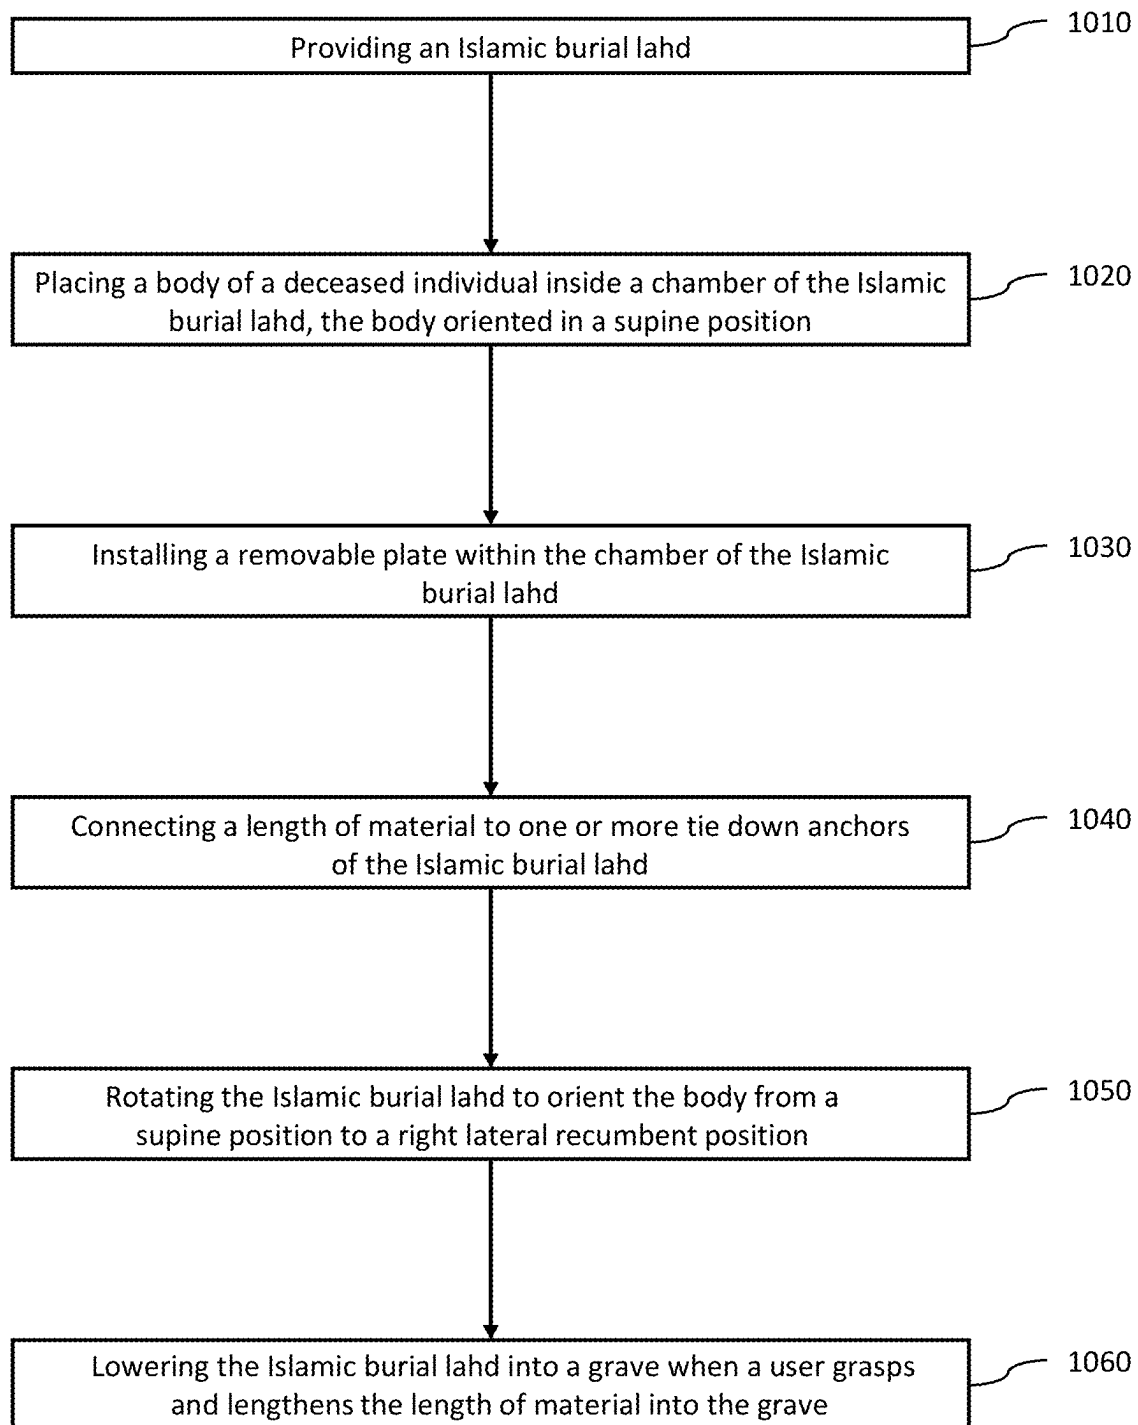 Providing an Islamic burial lahd
1010
Placing a body of a deceased individual inside a chamber of the Islamic
burial lahd, the body oriented in a supine position
1020
Installing a removable plate within the chamber of the Islamic
burial lahd
1030
Connecting a length of material to one or more tie down anchors
of the Islamic burial lahd
1040
Rotating the Islamic burial lahd to orient the body from a
supine position to a right lateral recumbent position
1050
Lowering the Islamic burial lahd into a grave when a user grasps
and lengthens the length of material into the grave
1060